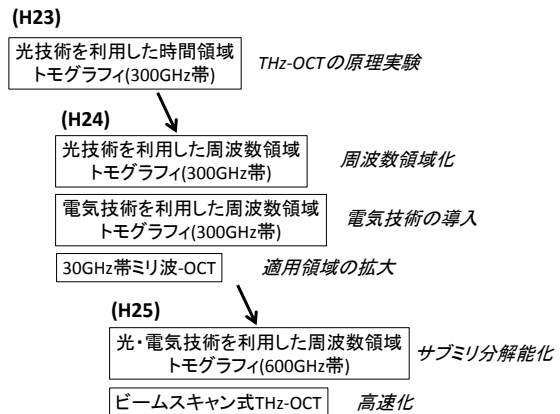 (H23)
光技術を利用した時間領域
トモグラフィ(300GHz帯)
THz-OCTの原理実験
(H24)
光技術を利用した周波数領域
トモグラフィ(300GHz帯)
周波数領域化
電気技術を利用した周波数領域
トモグラフィ(300GHz帯)
電気技術の導入
30GHz帯ミリ波-OCT
適用領域の拡大
(H25)
光・電気技術を利用した周波数領域
トモグラフィ(600GHz帯)
サブミリ分解能化
ビームスキャン式THz-OCT
高速化